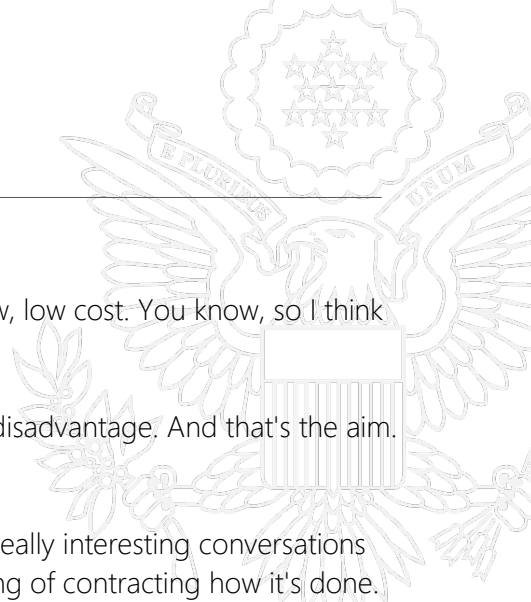 E PLURIBUS
UNUM
w, low cost. You know, so I think
disadvantage. And that's the aim.
eally interesting conversations
ng of contracting how it's done.